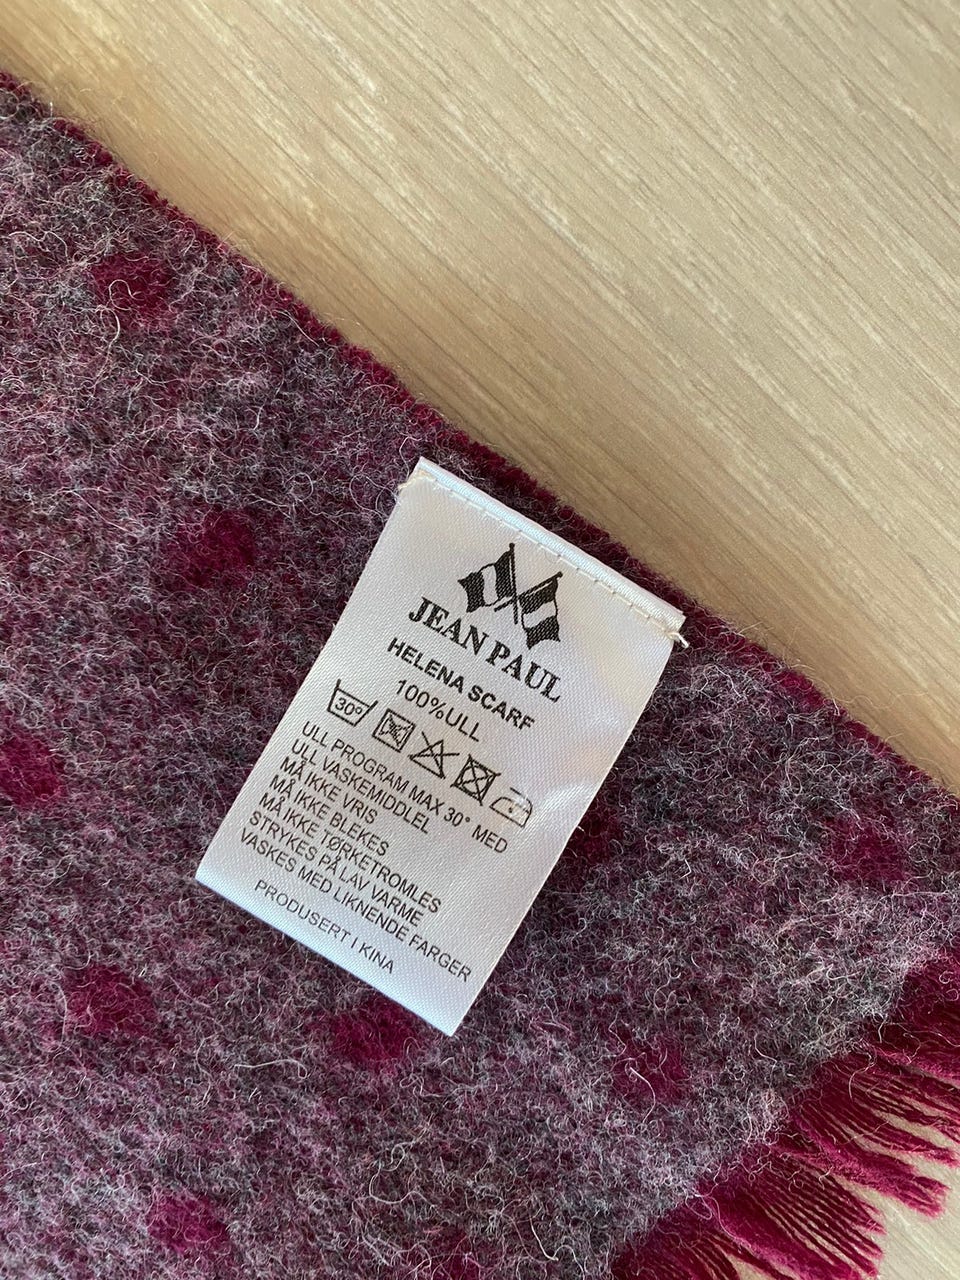 JEAN PAUL
HELENA SCARF
100%ULL
30°
ULL PROGRAM MAX 30° MED
ULL VASKEMIDDLEL
MÅ IKKE VRIS
MÅ IKKE BLEKES
MÅ IKKE TØRKETROMLES
STRYKES PÅ LAV VARME
VASKES MED LIKNENDE FARGER
PRODUSERT I KINA